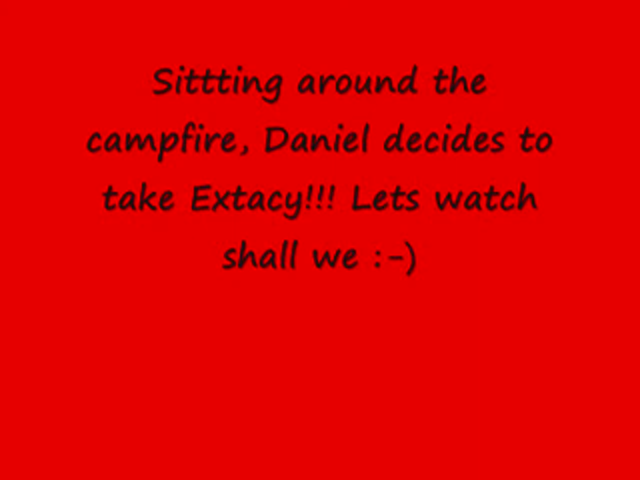 Sittting around the
campfire, Daniel decides to
take Extacy!!! Lets watch
shall we :-)